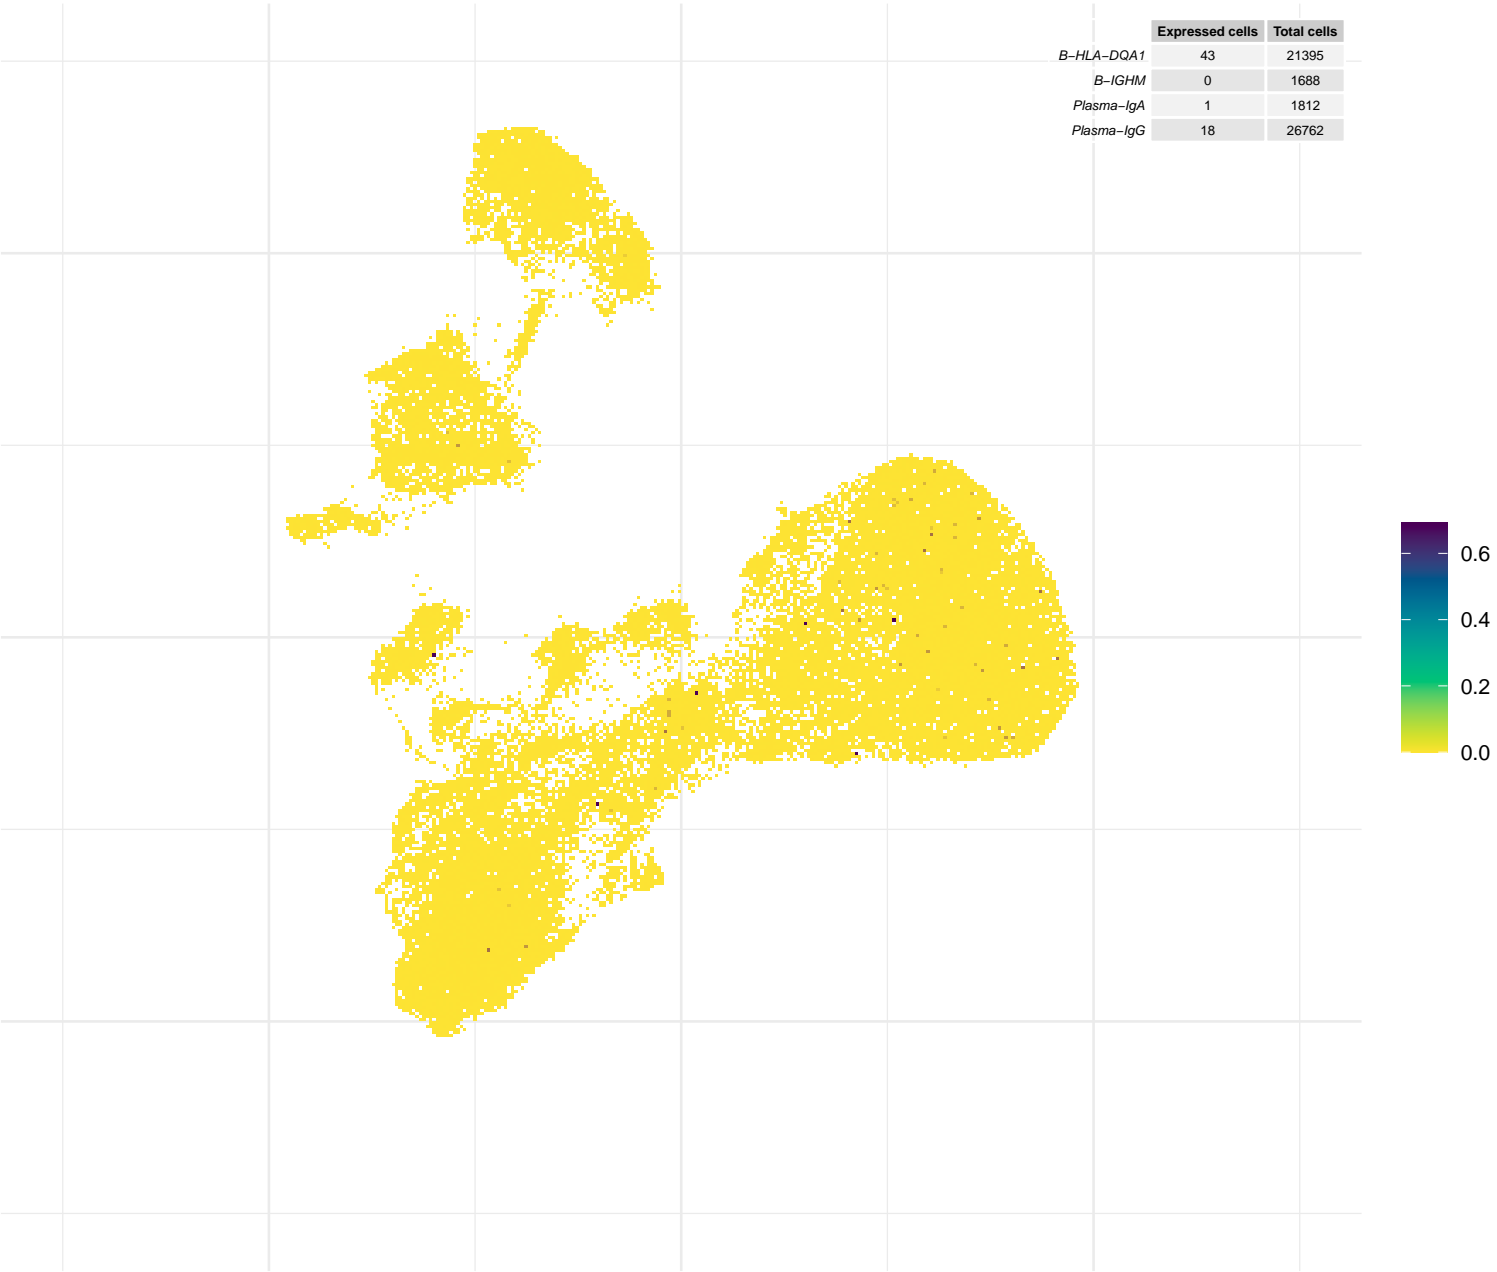 Expressed cells Total cells
B−HLA−DQA1 43 21395
B−IGHM 0 1688
Plasma−IgA 1 1812
Plasma−IgG 18 26762
0.6
0.4
0.2
0.0